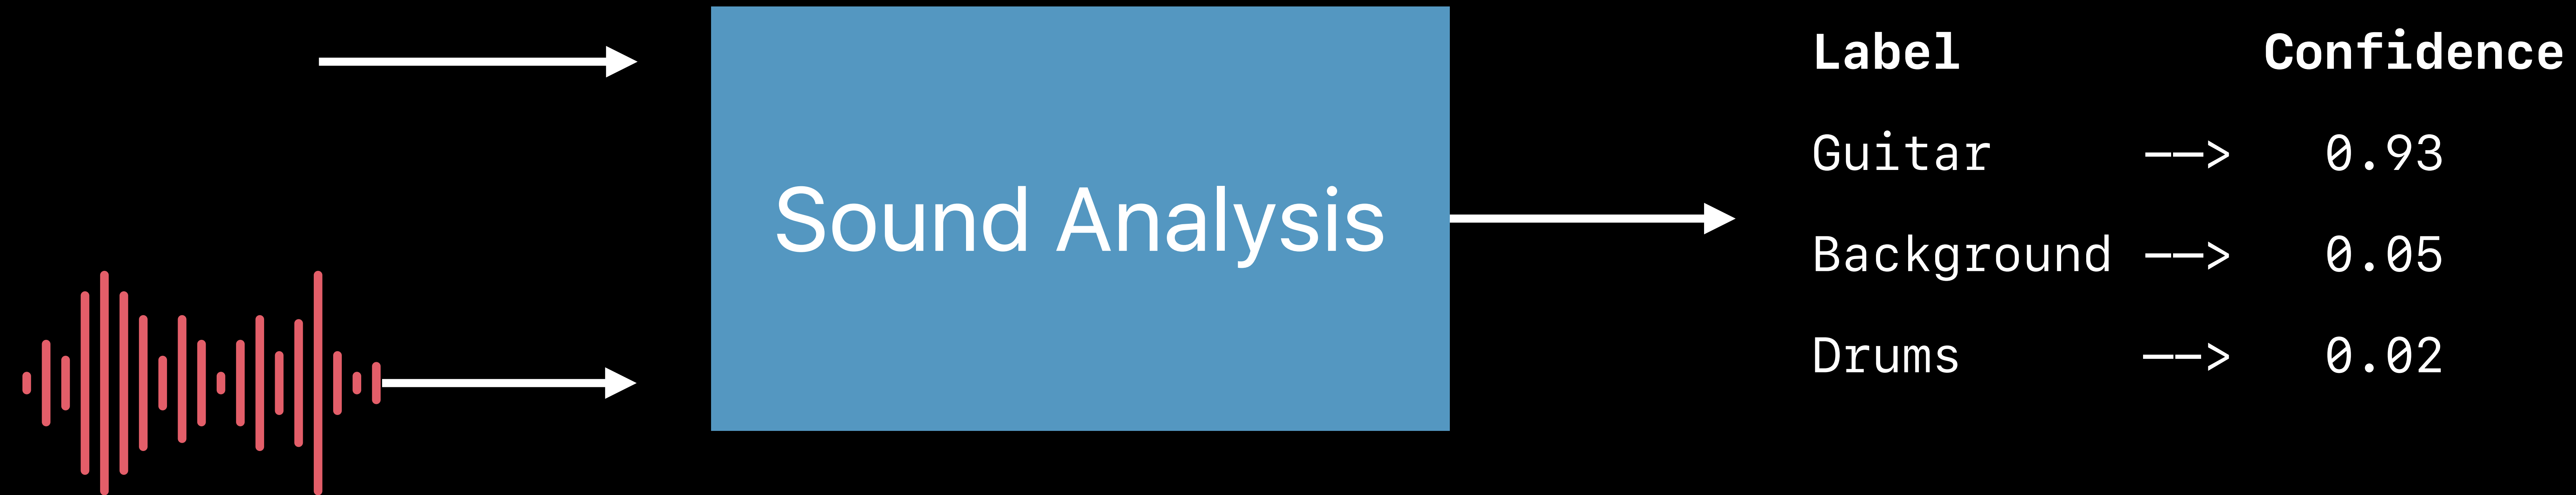 Sound Analysis
Label Confidence
Guitar --> 0.93
Background --> 0.05
Drums --> 0.02